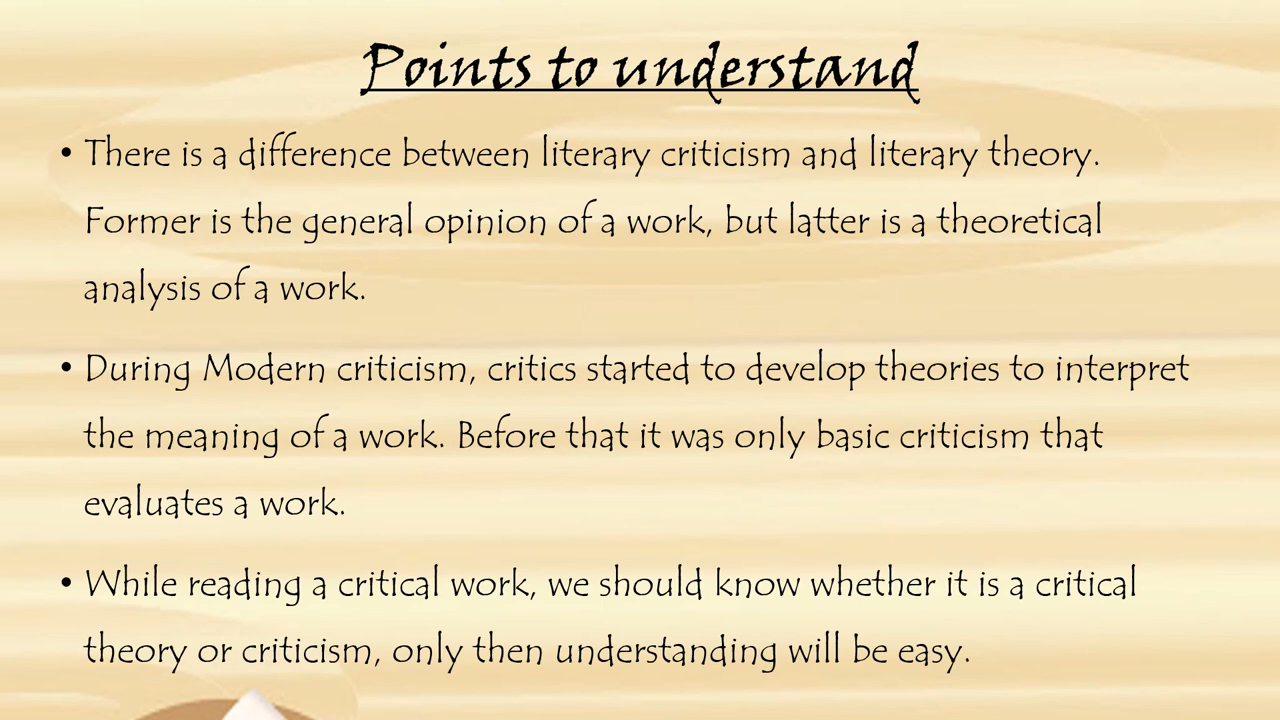 Points to understand
• There is a difference between literary criticism and literary theory.
Former is the general opinion of a work, but latter is a theoretical
analysis of a work.
• During Modern criticism, critics started to develop theories to interpret
the meaning of a work. Before that it was only basic criticism that
evaluates a work.
• While reading a critical work, we should know whether it is a critical
theory or criticism, only then understanding will be easy.